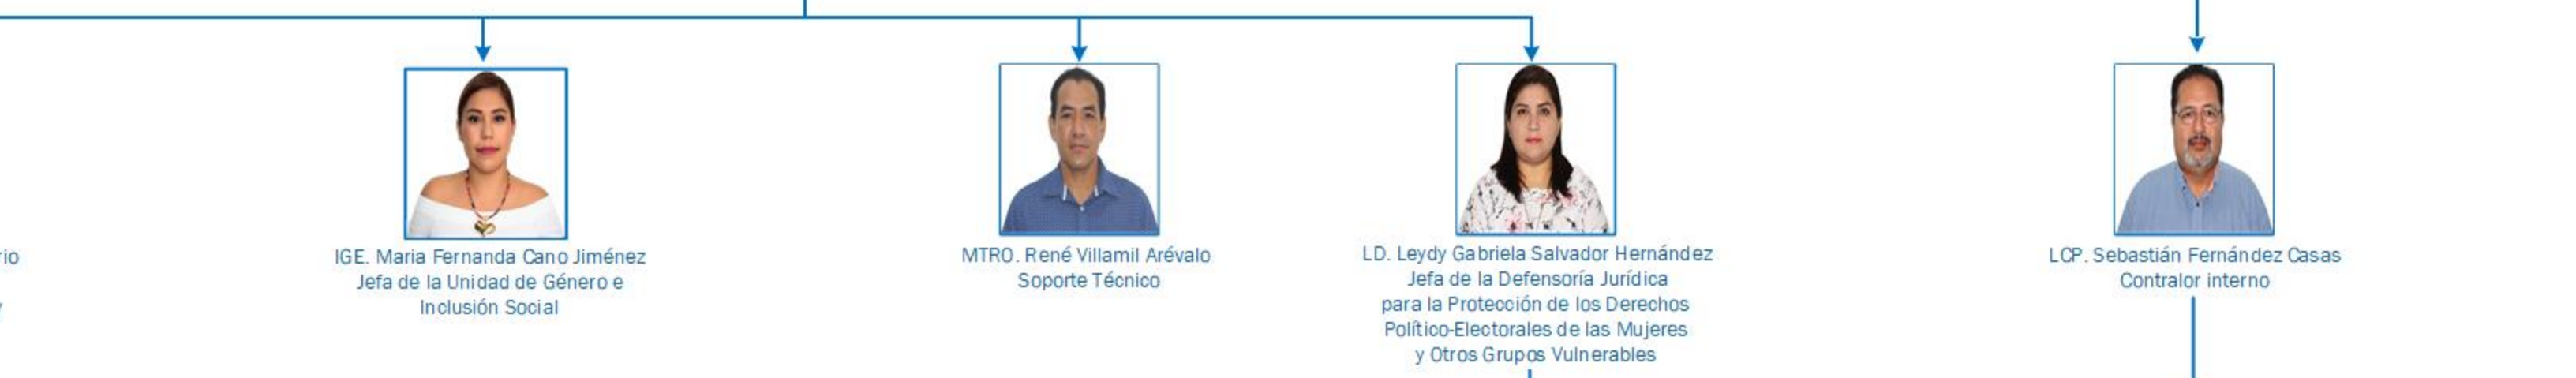 IGE. Maria Fernanda Cano Jiménez
Jefa de la Unidad de Género e
Inclusión Social
MTRO. René Villamil Arévalo
Soporte Técnico
LD. Leydy Gabriela Salvador Hernández
Jefa de la Defensoría Jurídica
para la Protección de los Derechos
Político-Electorales de las Mujeres
y Otros Grupos Vulnerables
LCP. Sebastián Fernández Casas
Contralor interno